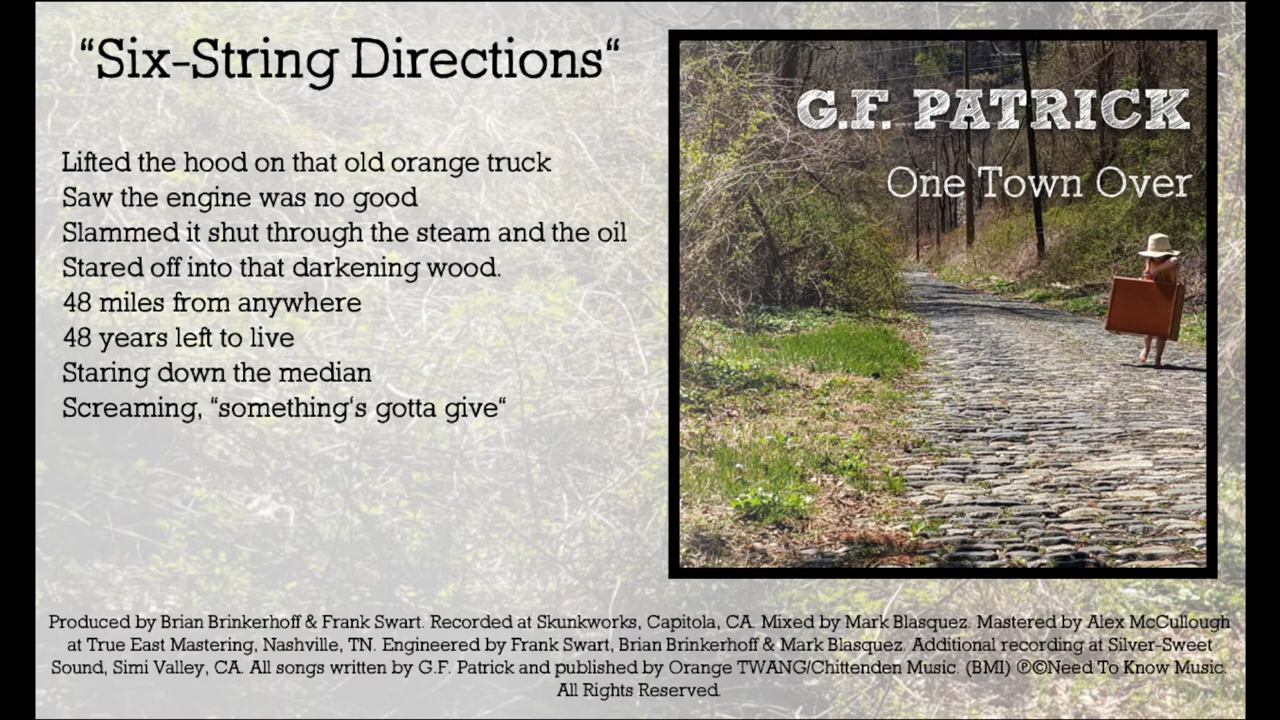 “Six-String Directions“
Lifted the hood on that old orange truck
Saw the engine was no good
Slammed it shut through the steam and the oil
Stared off into that darkening wood.
48 miles from anywhere
48 years left to live
Staring down the median
Screaming, “something‘s gotta give“
G.F. PATRICK
One Town Over
Produced by Brian Brinkerhoff & Frank Swart. Recorded at Skunkworks, Capitola, CA. Mixed by Mark Blasquez. Mastered by Alex McCullough
at True East Mastering, Nashville, TN. Engineered by Frank Swart, Brian Brinkerhoff & Mark Blasquez. Additional recording at Silver-Sweet
Sound, Simi Valley, CA. All songs written by G.F. Patrick and published by Orange TWANG/Chittenden Music. (BMI) ℗©Need To Know Music.
All Rights Reserved.